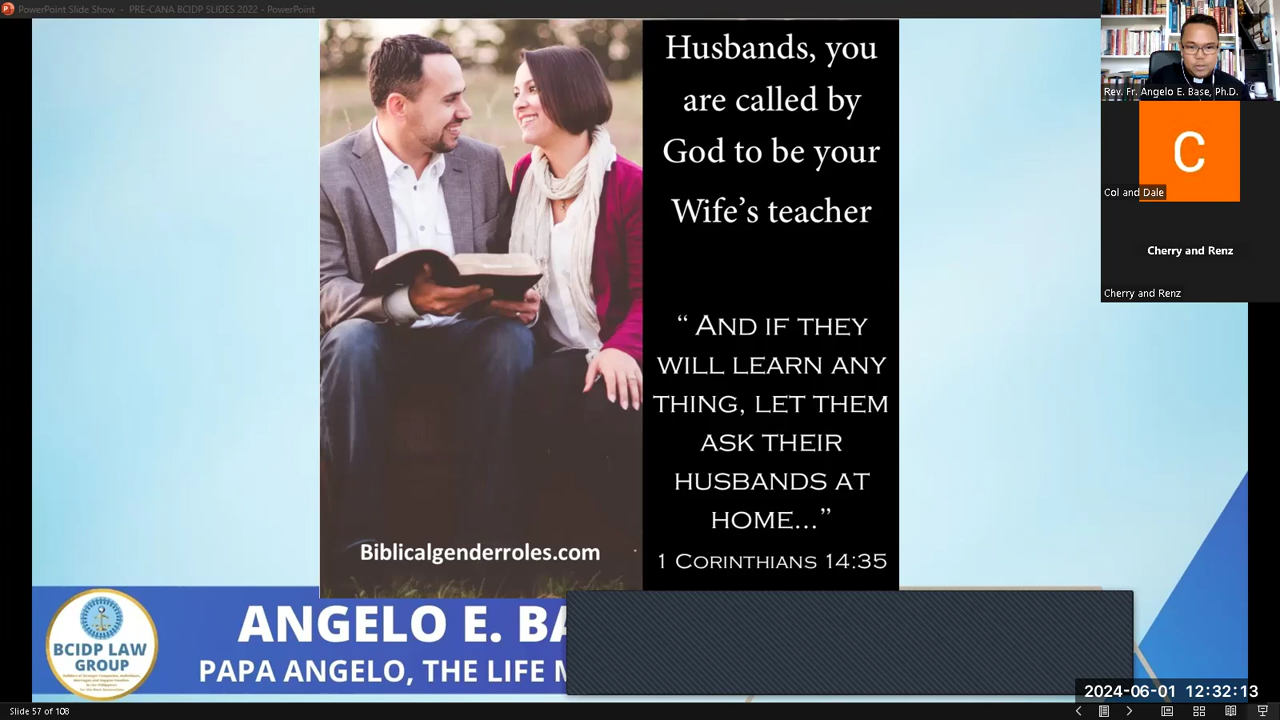 PowerPoint Slide Show - PRE-CANA BCIDP SLIDES 2022 - PowerPoint
Husbands, you
are called by
God to be your
Wife's teacher
“ And if they
will learn any
thing, let them
ask their
husbands at
home...”
1 Corinthians 14:35
Biblicalgenderroles.com
Rev. Fr. Angelo E. Base, Ph.D.
C
Col and Dale
Cherry and Renz
Cherry and Renz
BCIDP LAW
GROUP
ANGELO E. BA
PAPA ANGELO, THE LIFE M
2024-06-01 12:32:13
Slide 57 of 108